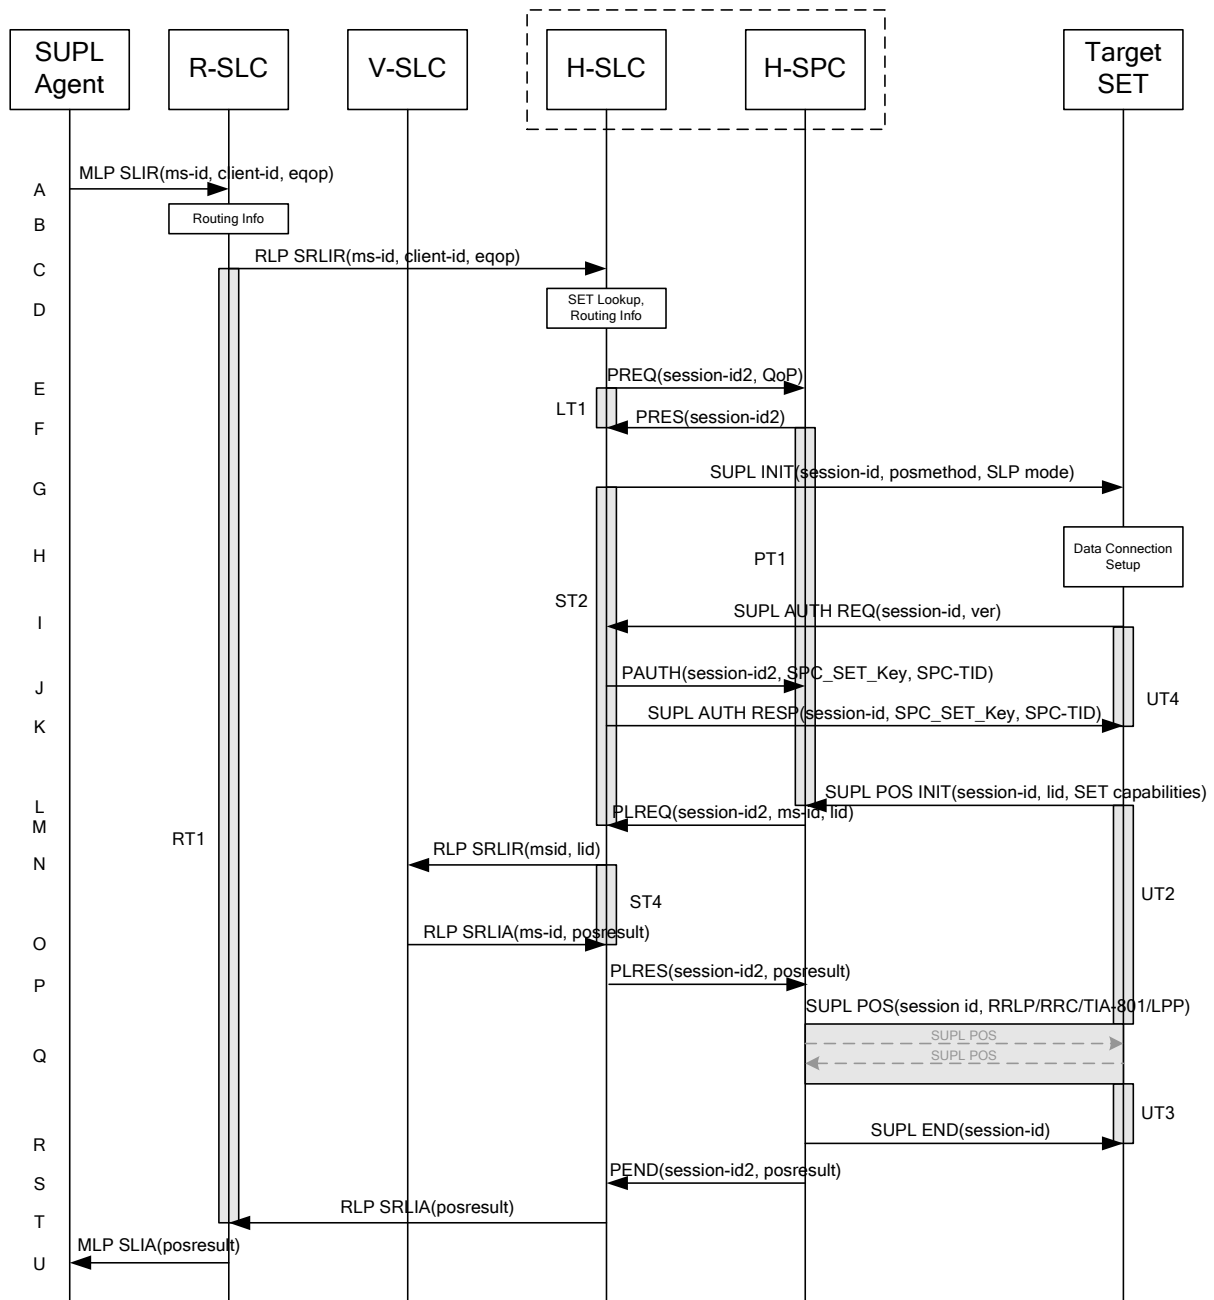 SUPL
Agent
R-SLC
V-SLC
H-SLC
H-SPC
Target
SET
A
MLP SLIR(ms-id, client-id, eqop)
B
Routing Info
C
RLP SRLIR(ms-id, client-id, eqop)
D
SET Lookup,
Routing Info
E
PREQ(session-id2, QoP)
LT1
F
PRES(session-id2)
G
SUPL INIT(session-id, posmethod, SLP mode)
H
PT1
Data Connection
Setup
ST2
I
SUPL AUTH REQ(session-id, ver)
J
PAUTH(session-id2, SPC_SET_Key, SPC-TID)
UT4
K
SUPL AUTH RESP(session-id, SPC_SET_Key, SPC-TID)
L
SUPL POS INIT(session-id, lid, SET capabilities)
M
PLREQ(session-id2, ms-id, lid)
RT1
N
RLP SRLIR(msid, lid)
ST4
UT2
O
RLP SRLIA(ms-id, posresult)
P
PLRES(session-id2, posresult)
SUPL POS(session id, RRLP/RRC/TIA-801/LPP)
SUPL POS
Q
SUPL POS
UT3
R
SUPL END(session-id)
S
PEND(session-id2, posresult)
T
RLP SRLIA(posresult)
U
MLP SLIA(posresult)